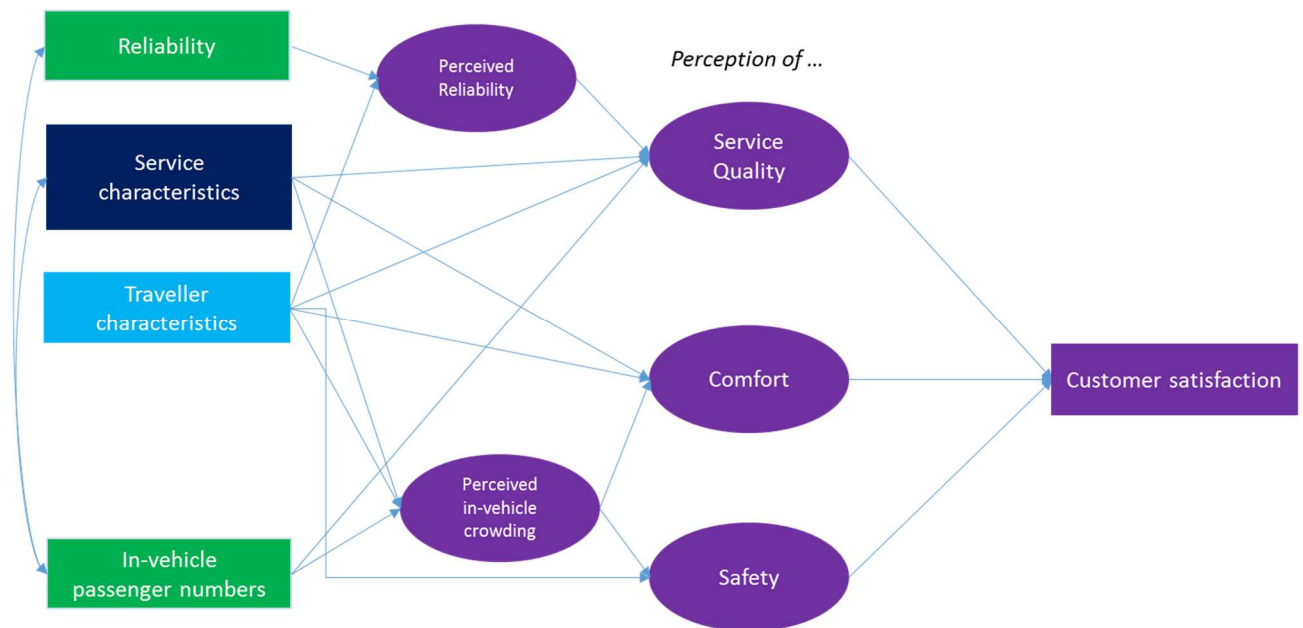 Reliability
Perceived
Reliability
Perception of ...
Service
characteristics
Service
Quality
Traveller
characteristics
Comfort
Customer satisfaction
Perceived
in-vehicle
crowding
In-vehicle
passenger numbers
Safety